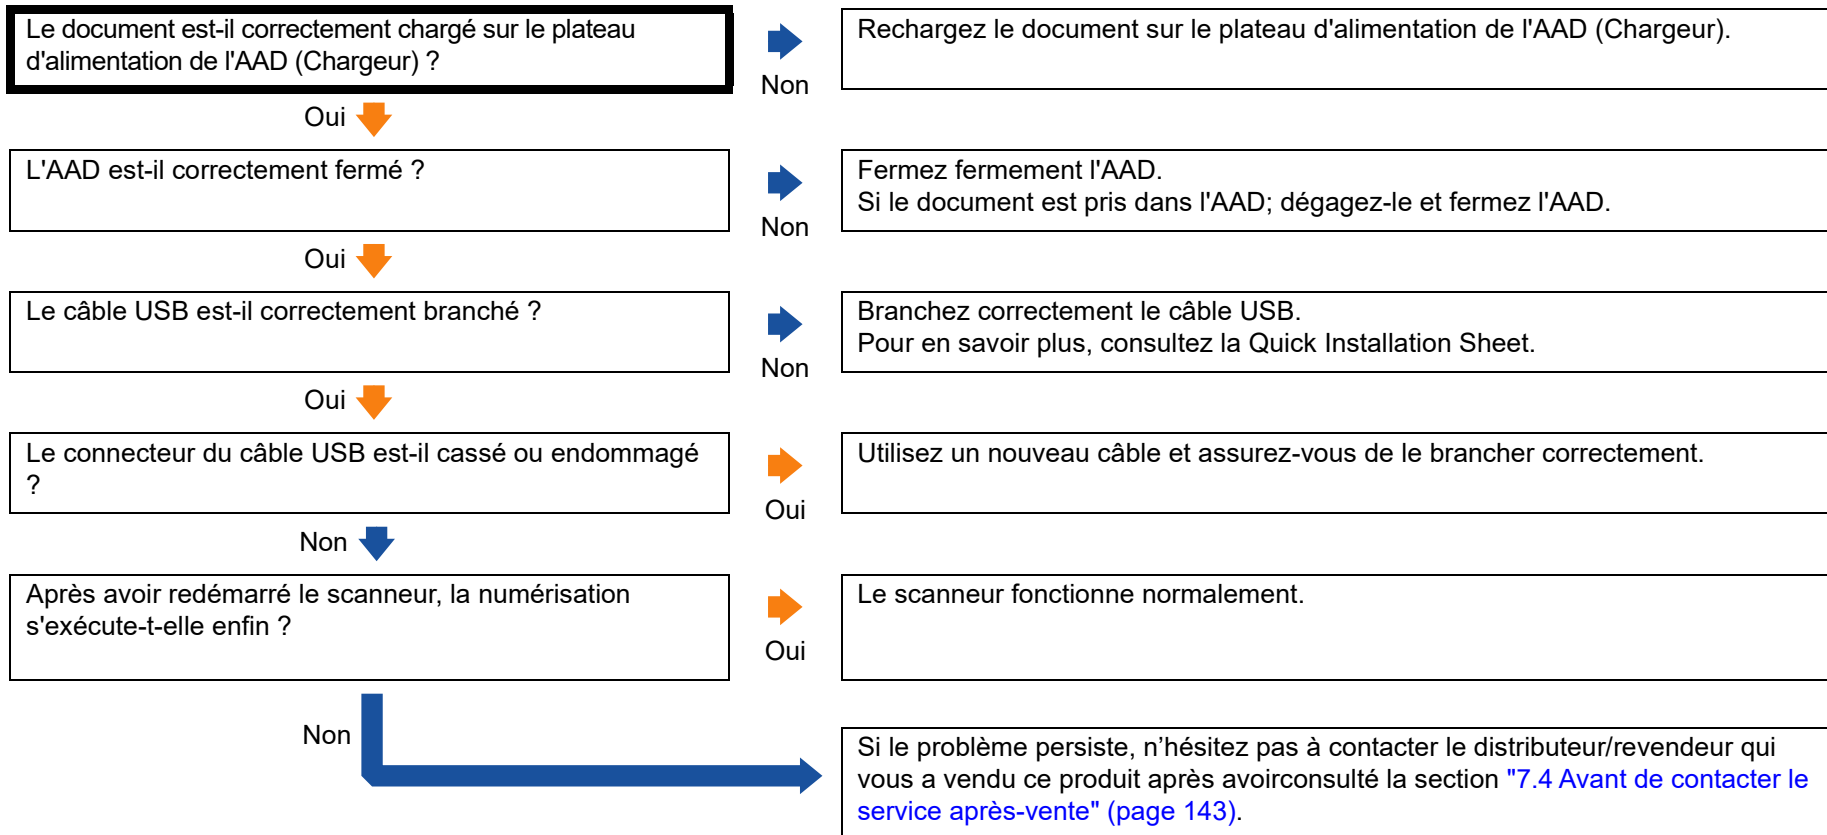 Le document est-il correctement chargé sur le plateau
d'alimentation de l'AAD (Chargeur) ?
Non
Rechargez le document sur le plateau d'alimentation de l'AAD (Chargeur).
Oui
L'AAD est-il correctement fermé ?
Non
Fermez fermement l'AAD.
Si le document est pris dans l'AAD; dégagez-le et fermez l'AAD.
Oui
Le câble USB est-il correctement branché ?
Non
Branchez correctement le câble USB.
Pour en savoir plus, consultez la Quick Installation Sheet.
Oui
Le connecteur du câble USB est-il cassé ou endommagé
?
Oui
Utilisez un nouveau câble et assurez-vous de le brancher correctement.
Non
Après avoir redémarré le scanneur, la numérisation
s'exécute-t-elle enfin ?
Oui
Le scanneur fonctionne normalement.
Non
Si le problème persiste, n’hésitez pas à contacter le distributeur/revendeur qui
vous a vendu ce produit après avoirconsulté la section "7.4 Avant de contacter le
service après-vente" (page 143).